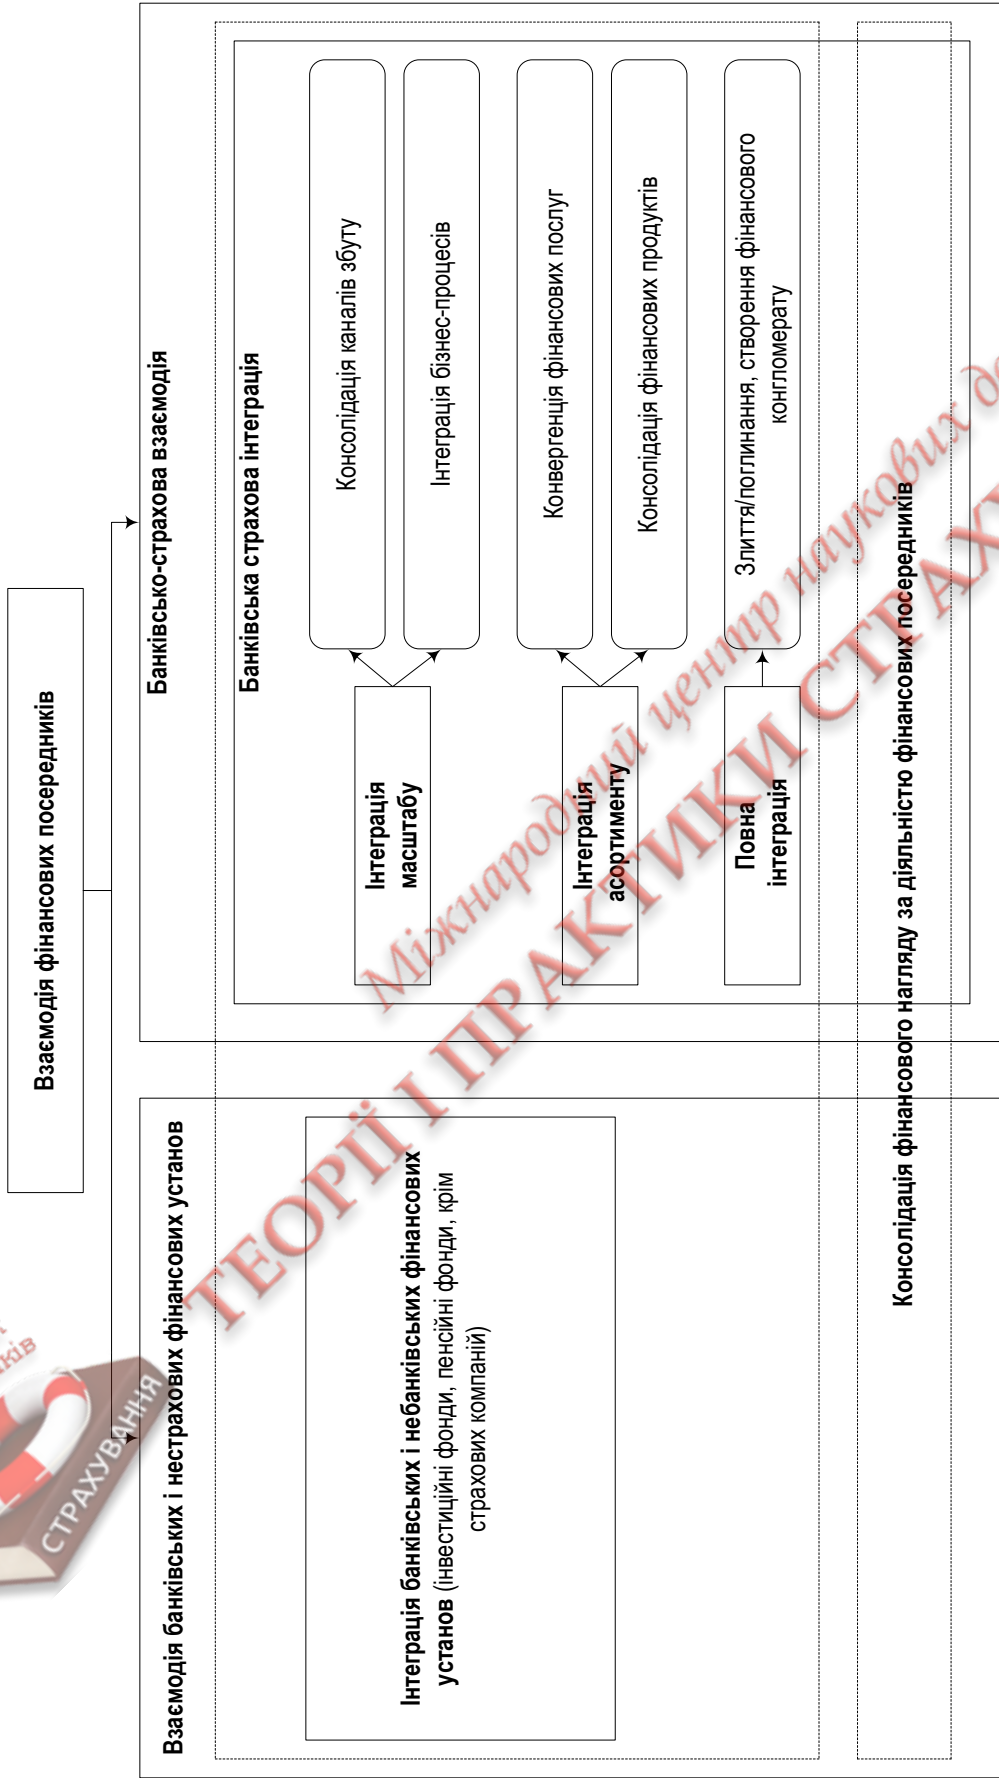 Взаємодія фінансових посередників
Взаємодія банківських і нестрахових фінансових установ
Інтеграція банківських і небанківських фінансових
установ (інвестиційні фонди, пенсійні фонди, крім
страхових компаній)
Банківсько-страхова взаємодія
Банківська страхова інтеграція
Інтеграція
масштабу
Консолідація каналів збуту
Інтеграція бізнес-процесів
Інтеграція
асортименту
Конвергенція фінансових послуг
Консолідація фінансових продуктів
Повна
інтеграція
Злиття/поглинання, створення фінансового
конгломерату
Консолідація фінансового нагляду за діяльністю фінансових посередників
Міжнародний центр наукових
ТЕОРІЇ І ПРАКТИКИ
СТРАХУВАННЯ